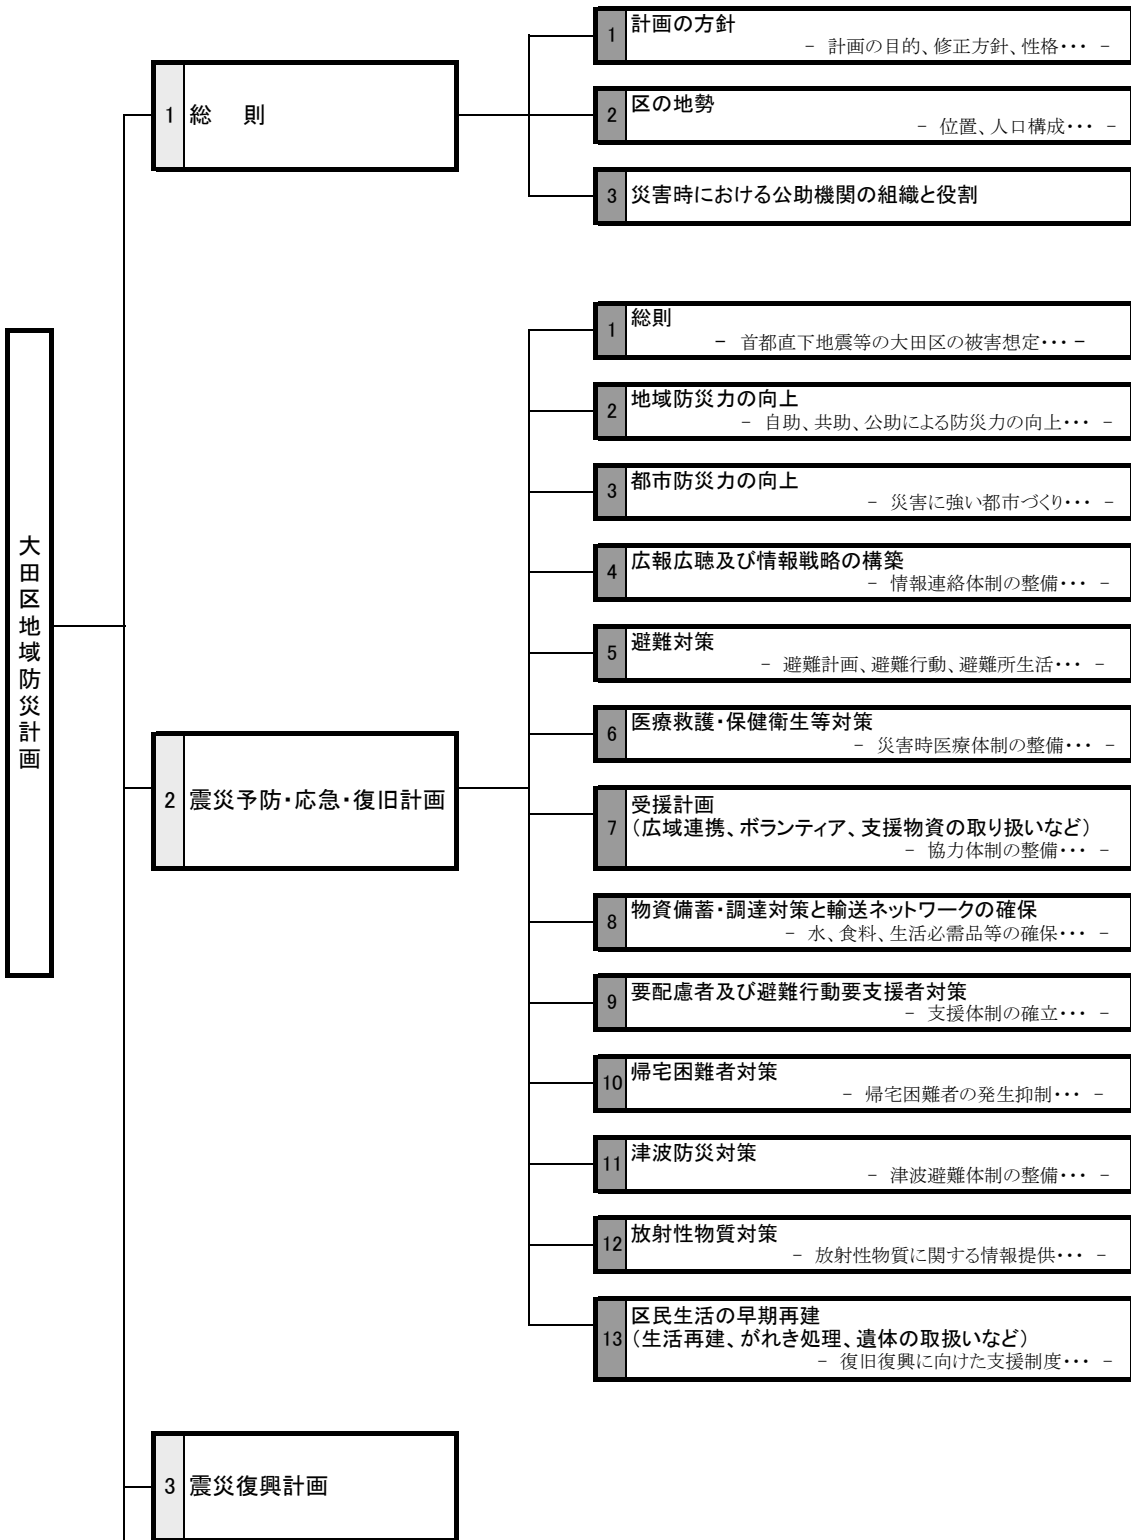 大田区地域防災計画
1 総　則
1 計画の方針
- 計画の目的、修正方針、性格・・・ -
2 区の地勢
- 位置、人口構成・・・ -
3 災害時における公助機関の組織と役割
2 震災予防・応急・復旧計画
1 総則
- 首都直下地震等の大田区の被害想定・・・ -
2 地域防災力の向上
- 自助、共助、公助による防災力の向上・・・ -
3 都市防災力の向上
- 災害に強い都市づくり・・・ -
4 広報広聴及び情報戦略の構築
- 情報連絡体制の整備・・・ -
5 避難対策
- 避難計画、避難行動、避難所生活・・・ -
6 医療救護・保健衛生等対策
- 災害時医療体制の整備・・・ -
7 受援計画
（広域連携、ボランティア、支援物資の取り扱いなど）
- 協力体制の整備・・・ -
8 物資備蓄・調達対策と輸送ネットワークの確保
- 水、食料、生活必需品等の確保・・・ -
9 要配慮者及び避難行動要支援者対策
- 支援体制の確立・・・ -
10 帰宅困難者対策
- 帰宅困難者の発生抑制・・・ -
11 津波防災対策
- 津波避難体制の整備・・・ -
12 放射性物質対策
- 放射性物質に関する情報提供・・・ -
13 区民生活の早期再建
（生活再建、がれき処理、遺体の取扱いなど）
- 復旧復興に向けた支援制度・・・ -
3 震災復興計画